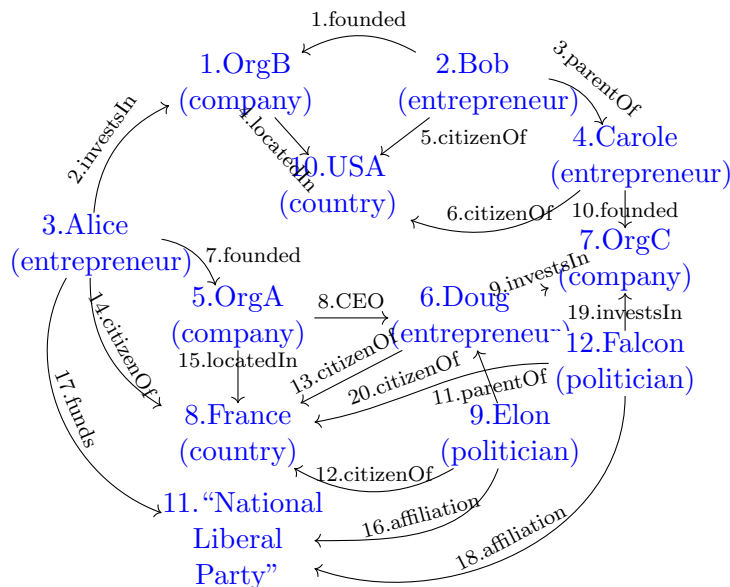 1.founded
1.OrgB
(company)
2.Bob
(entrepreneur)
3.parentOf
2.investsIn
4.locatedIn
5.citizenOf
4.Carole
(entrepreneur)
10.USA
(country)
6.citizenOf
10.founded
3.Alice
(entrepreneur)
7.founded
7.OrgC
(company)
9.investsIn
5.OrgA
(company)
8.CEO
6.Doug
(entrepreneur)
19.investsIn
12.Falcon
(politician)
14.citizenOf
15.locatedIn
13.citizenOf
20.citizenOf
11.parentOf
17.funds
8.France
(country)
9.Elon
(politician)
12.citizenOf
11.“National
Liberal
Party”
16.affiliation
18.affiliation